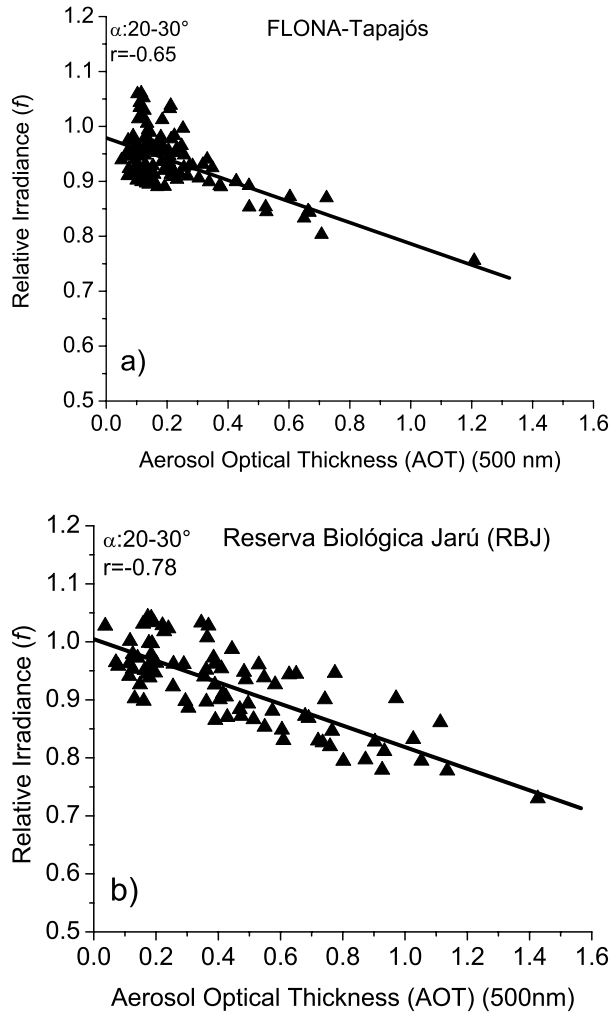 α:20-30°
FLONA-Tapajós
r=-0.65
1.2
1.1
1.0
0.9
0.8
0.7
0.6
0.5
Relative Irradiance (f)
a)
0.0 0.2 0.4 0.6 0.8 1.0 1.2 1.4 1.6
Aerosol Optical Thickness (AOT) (500 nm)
α:20-30°
Reserva Biológica Jarú (RBJ)
r=-0.78
1.2
1.1
1.0
0.9
0.8
0.7
0.6
0.5
Relative Irradiance (f)
b)
0.0 0.2 0.4 0.6 0.8 1.0 1.2 1.4 1.6
Aerosol Optical Thickness (AOT) (500nm)